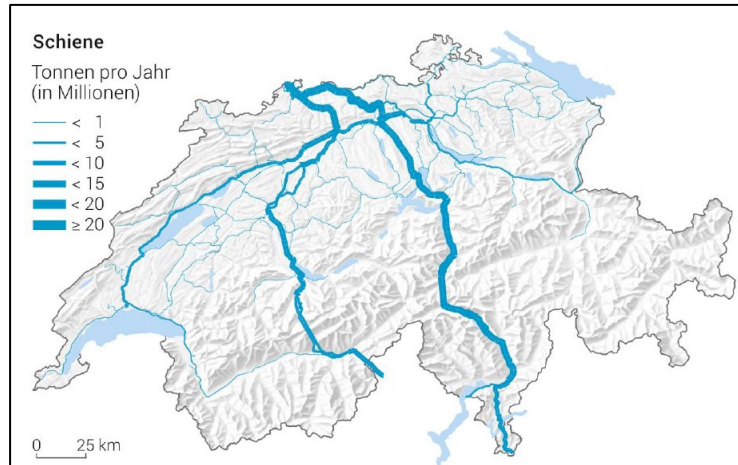 Schiene
Tonnen pro Jahr
(in Millionen)
< 1
< 5
< 10
< 15
< 20
≥ 20
0 25 km